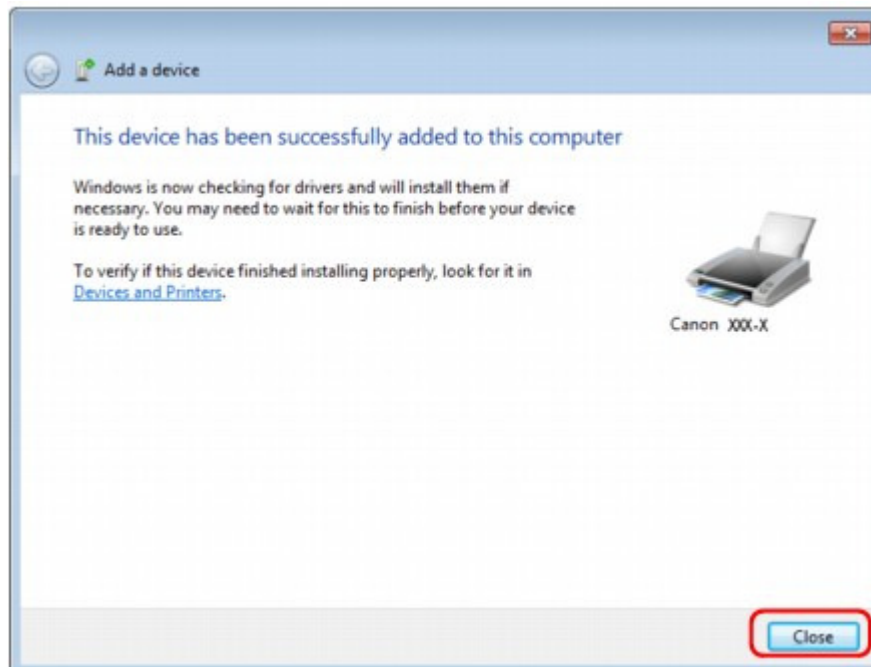 Add a device
This device has been successfully added to this computer
Windows is now checking for drivers and will install them if
necessary. You may need to wait for this to finish before your device
is ready to use.
To verify if this device finished installing properly, look for it in
Devices and Printers.
Canon XXX-X
Close